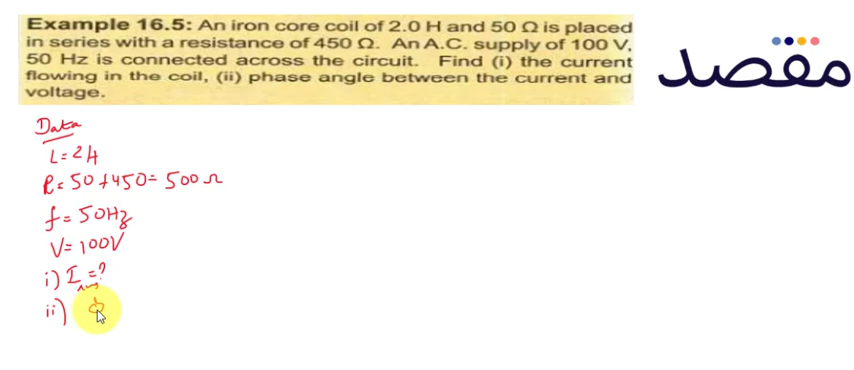 Example 16.5: An iron core coil of 2.0 H and 50 Ω is placed
in series with a resistance of 450 Ω. An A.C. supply of 100 V,
50 Hz is connected across the circuit. Find (i) the current
flowing in the coil, (ii) phase angle between the current and
voltage.
مقصد
Data
L = 2H
R = 50 + 450 = 500 Ω
f = 50Hz
V = 100V
i) I rms = ?
ii) ϕ